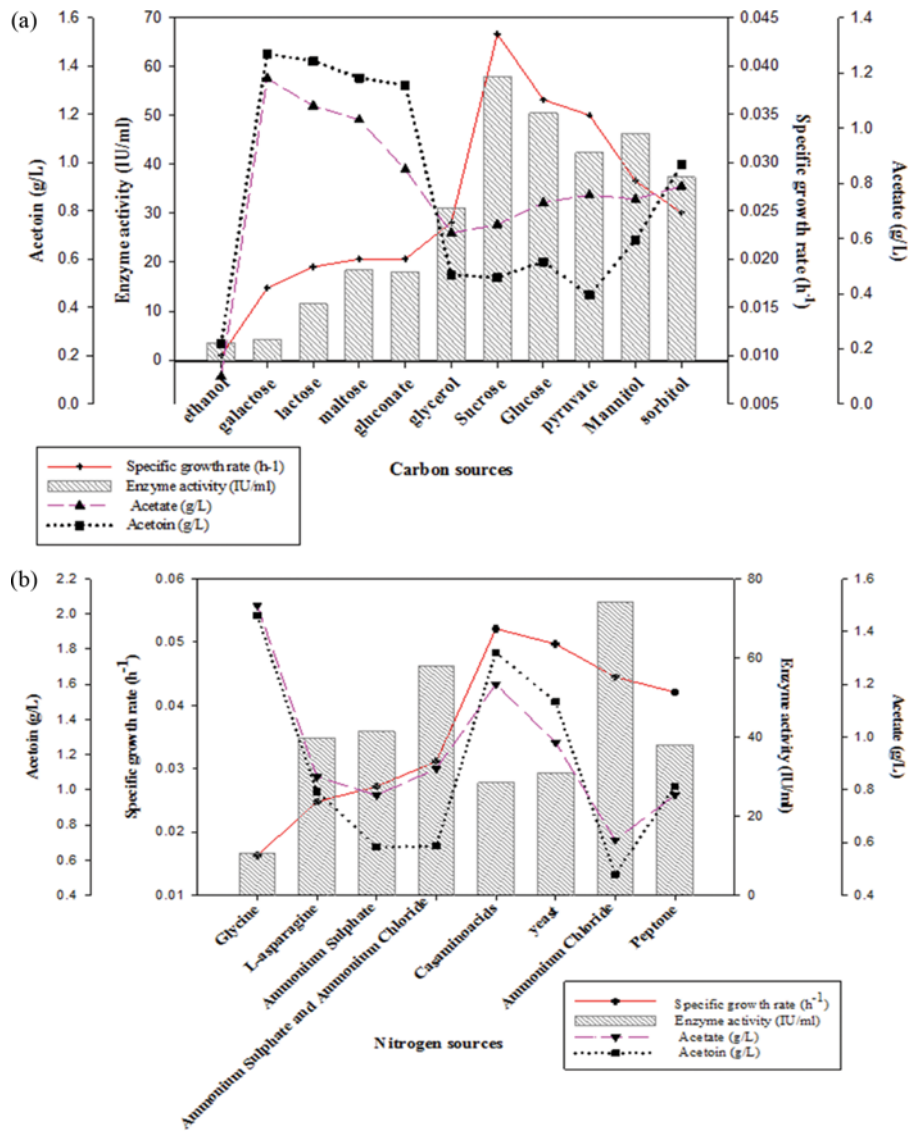 (a)
1.6
1.4
1.2
1.0
0.8
0.6
0.4
0.2
0.0
Acetoin (g/L)
70
60
50
40
30
20
10
0
Enzyme activity (IU/ml)
0.045
0.040
0.035
0.030
0.025
0.020
0.015
0.010
0.005
Specific growth rate (h-1)
1.4
1.2
1.0
0.8
0.6
0.4
0.2
0.0
Acetate (g/L)
ethanor
galactose
lactose
maltose
gluconate
glycerol
Sucrose
Glucose
pyruvate
Mannitol
sorbitol
Carbon sources
Specific growth rate (h-1)
Enzyme activity (IU/ml)
Acetate (g/L)
Acetoin (g/L)
(b)
2.2
2.0
1.8
1.6
1.4
1.2
1.0
0.8
0.6
0.4
Acetoin (g/L)
0.06
0.05
0.04
0.03
0.02
0.01
Specific growth rate (h-1)
80
60
40
20
0
Enzyme activity (IU/ml)
1.6
1.4
1.2
1.0
0.8
0.6
0.4
Acetate (g/L)
Glycine
L-asparagine
Ammonium Sulphate
Ammonium Sulphate and Ammonium Chloride
Casaminoacids
yeast
Ammonium Chloride
Peptone
Nitrogen sources
Specific growth rate (h-1)
Enzyme activity (IU/ml)
Acetate (g/L)
Acetoin (g/L)